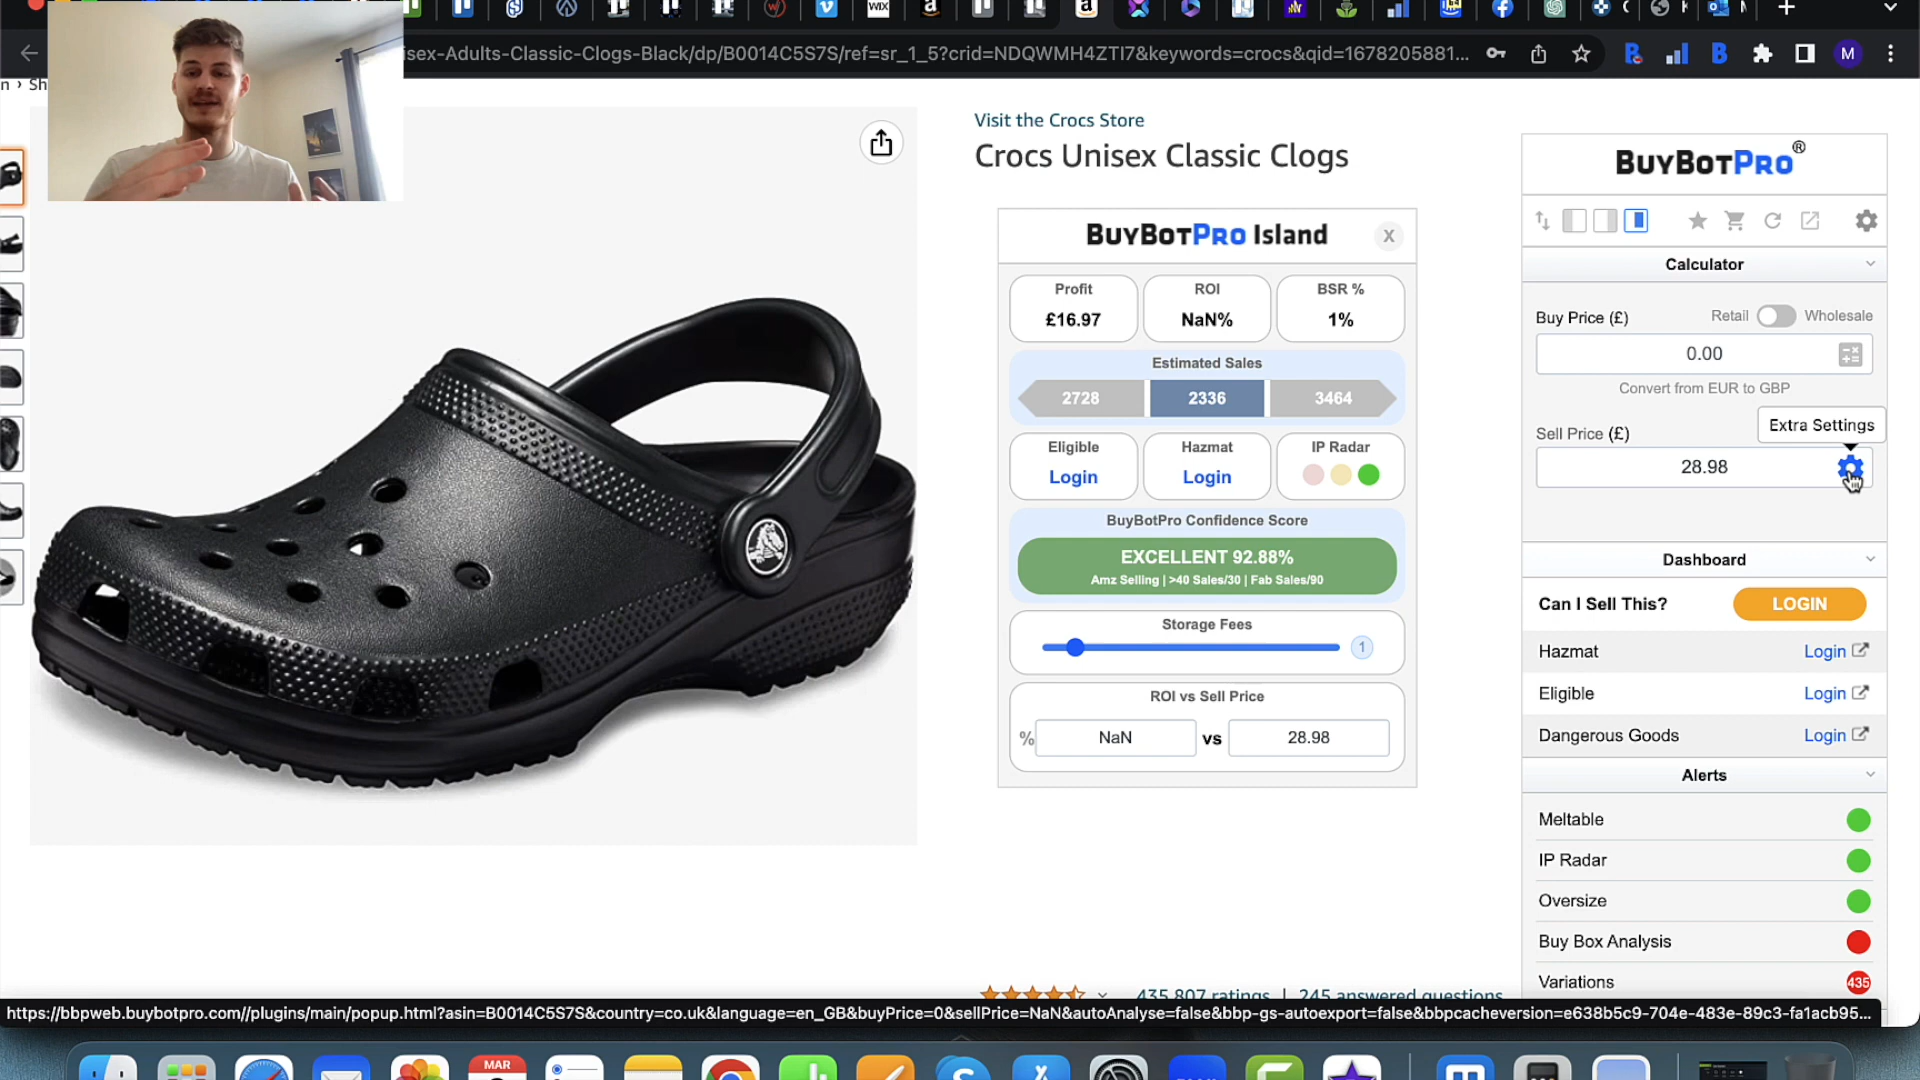 WIX
a
a
isex-Adults-Classic-Clogs-Black/dp/B0014C5S7S/ref=sr_1_5?crid=NDQWMH4ZTI7&keywords=crocs&qid=1678205881...
M
n › Sh
Visit the Crocs Store
Crocs Unisex Classic Clogs
BuyBotPro Island
X
Profit
£16.97
ROI
NaN%
BSR %
1%
Estimated Sales
2728
2336
3464
Eligible
Login
Hazmat
Login
IP Radar
BuyBotPro Confidence Score
EXCELLENT 92.88%
Amz Selling | >40 Sales/30 | Fab Sales/90
Storage Fees
1
ROI vs Sell Price
%
NaN
vs
28.98
435,807 ratings | 245 answered questions
BuyBotPro®
Calculator
Buy Price (£)
Retail
Wholesale
0.00
Convert from EUR to GBP
Extra Settings
Sell Price (£)
28.98
Dashboard
Can I Sell This?
LOGIN
Hazmat
Login
Eligible
Login
Dangerous Goods
Login
Alerts
Meltable
IP Radar
Oversize
Buy Box Analysis
Variations
435
https://bbpweb.buybotpro.com//plugins/main/popup.html?asin=B0014C5S7S&country=co.uk&language=en_GB&buyPrice=0&sellPrice=NaN&autoAnalyse=false&bbp-gs-autoexport=false&bbpcacheversion=e638b5c9-704e-483e-89c3-fa1acb95...
MAR